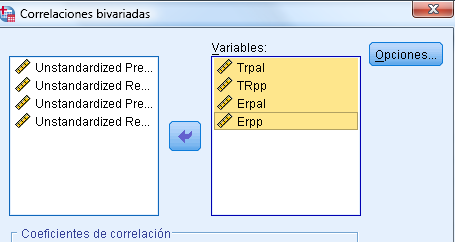 Correlaciones bivariadas
Variables:
Opciones...
Unstandardized Pre...
Unstandardized Re...
Unstandardized Pre...
Unstandardized Re...
Trpal
TRpp
Erpal
Erpp
Coeficientes de correlación